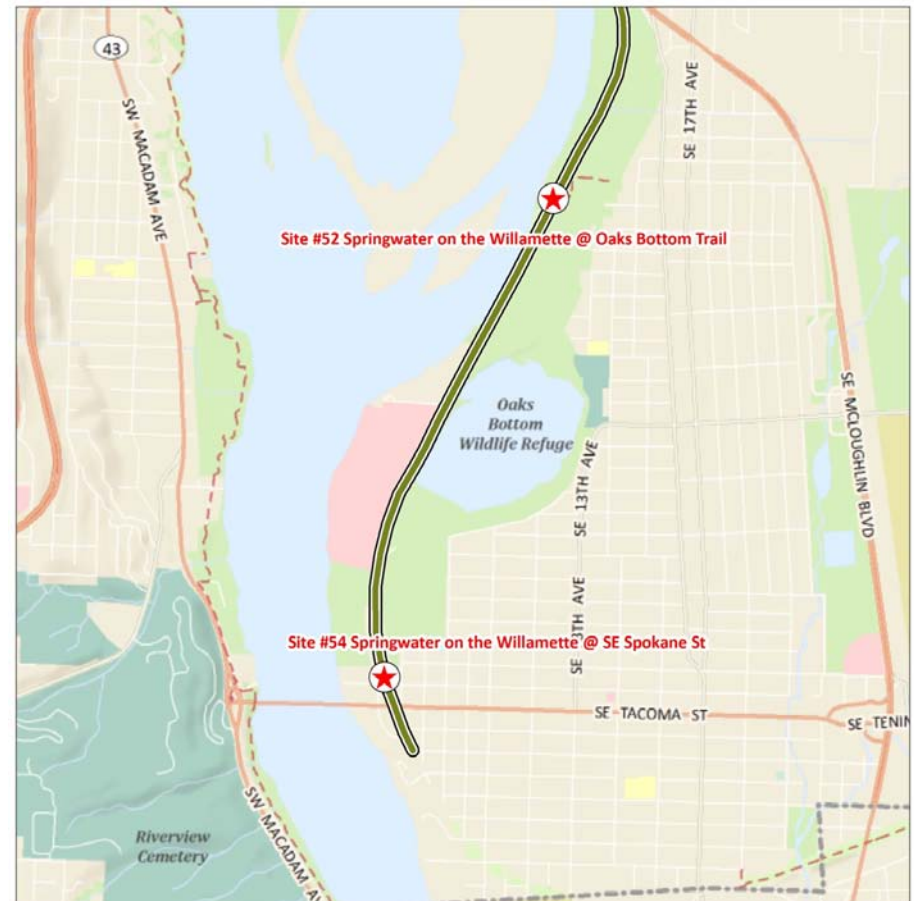 43
SW MACADAM AVE
SE 17TH AVE
Site #52 Springwater on the Willamette @ Oaks Bottom Trail
Oaks
Bottom
Wildlife Refuge
SE MCLOUGHLIN BLVD
SE 13TH AVE
SE 13TH AVE
Site #54 Springwater on the Willamette @ SE Spokane St
SE TACOMA ST
SE TENIN
SW MACADAM AV
Riverview
Cemetery